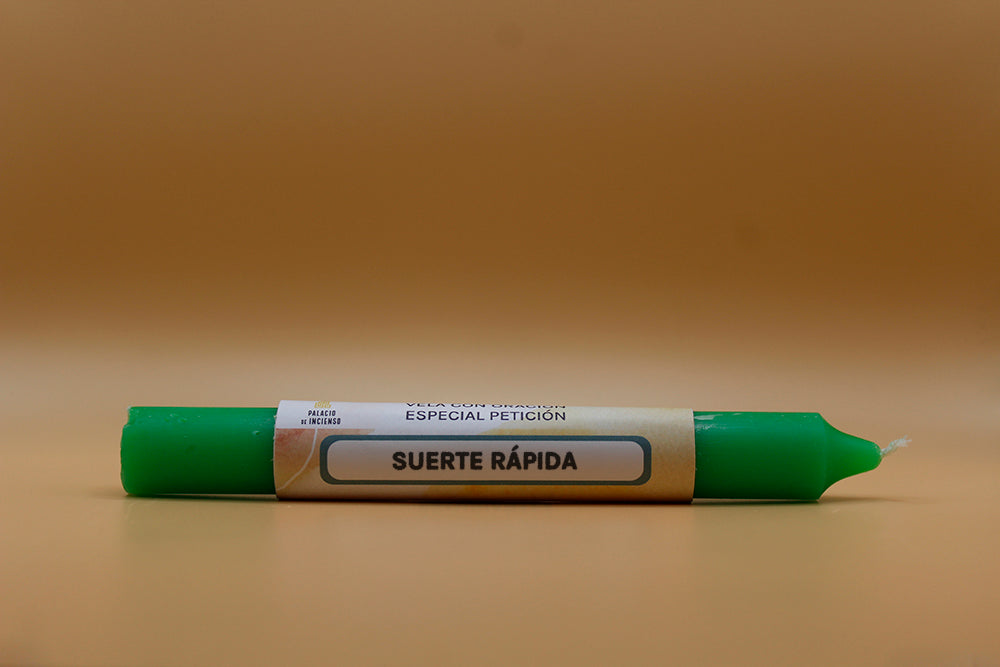 PALACIO
DE INCIENSO
VELA CON ORACIÓN
ESPECIAL PETICIÓN
SUERTE RÁPIDA